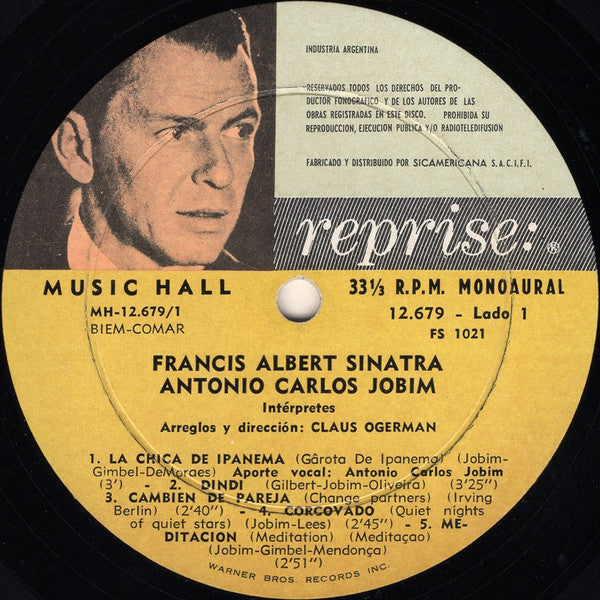 INDUSTRIA ARGENTINA
RESERVADOS TODOS LOS DERECHOS DEL PRO-
DUCTOR FONOGRAFICO Y DE LOS AUTORES DE LAS
OBRAS REGISTRADAS EN ESTE DISCO. PROHIBIDA SU
REPRODUCCION, EJECUCION PUBLICA Y/O RADIOTELEDIFUSION
FABRICADO Y DISTRIBUIDO POR SICAMERICANA S.A.C.I.F.I.
reprise:®
MUSIC HALL
MH-12.679/1
BIEM-COMAR
33⅓ R.P.M. MONOAURAL
12.679 - Lado 1
FS 1021
FRANCIS ALBERT SINATRA
ANTONIO CARLOS JOBIM
Intérpretes
Arreglos y dirección: CLAUS OGERMAN
1. LA CHICA DE IPANEMA (Gârota De Ipanema) (Jobim-
Gimbel-DeMoraes) Aporte vocal: Antonio Carlos Jobim
(3') - 2. DINDI (Gilbert-Jobim-Oliveira) (3'25")
3. CAMBIEN DE PAREJA (Change partners) (Irving
Berlin) (2'40") - 4. CORCOVADO (Quiet nights
of quiet stars) (Jobim-Lees) (2'45") - 5. ME-
DITACION (Meditation) (Meditaçao)
(Jobim-Gimbel-Mendonça)
(2'51")
WARNER BROS. RECORDS INC.